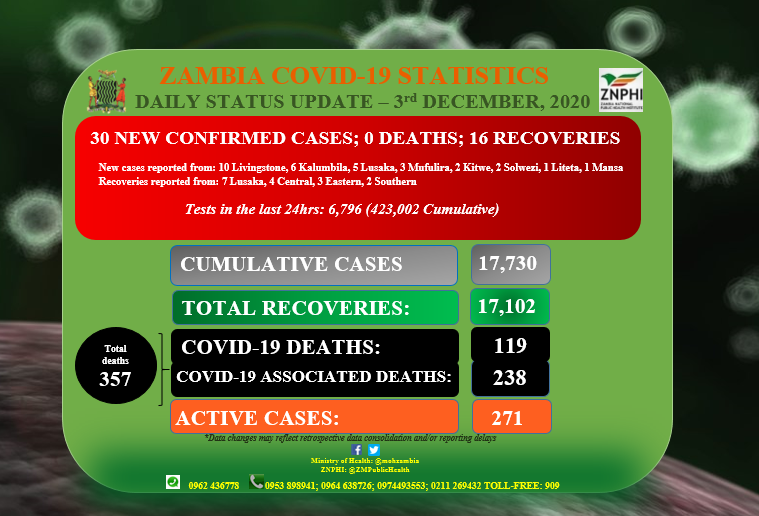 ZAMBIA COVID-19 STATISTICS
DAILY STATUS UPDATE – 3rd DECEMBER, 2020
ZNPHI
ZAMBIA NATIONAL
PUBLIC HEALTH INSTITUTE
30 NEW CONFIRMED CASES; 0 DEATHS; 16 RECOVERIES
New cases reported from: 10 Livingstone, 6 Kalumbila, 5 Lusaka, 3 Mufulira, 2 Kitwe, 2 Solwezi, 1 Liteta, 1 Mansa
Recoveries reported from: 7 Lusaka, 4 Central, 3 Eastern, 2 Southern
Tests in the last 24hrs: 6,796 (423,002 Cumulative)
CUMULATIVE CASES 17,730
TOTAL RECOVERIES: 17,102
Total
deaths
357
COVID-19 DEATHS: 119
COVID-19 ASSOCIATED DEATHS: 238
ACTIVE CASES: 271
*Data changes may reflect retrospective data consolidation and/or reporting delays
Ministry of Health: @mohzambia
ZNPHI: @ZMPublicHealth
0962 436778 0953 898941; 0964 638726; 0974493553; 0211 269432 TOLL-FREE: 909